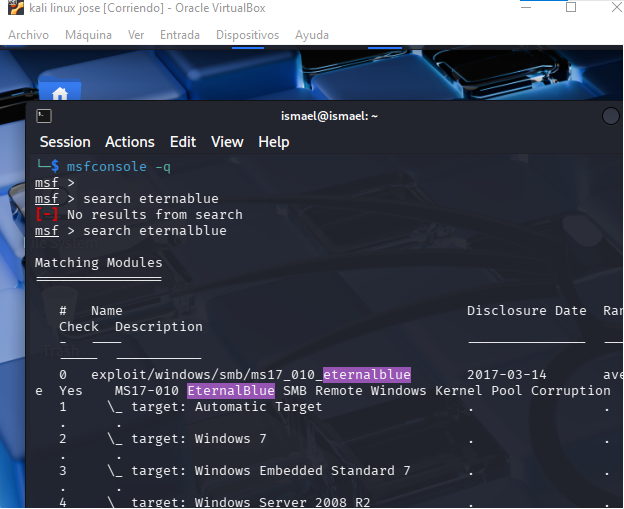 kali linux jose [Corriendo] - Oracle VirtualBox
Archivo Máquina Ver Entrada Dispositivos Ayuda
ismael@ismael: ~
Session Actions Edit View Help
└─$ msfconsole -q
msf >
msf > search eternablue
[-] No results from search
msf > search eternalblue
Matching Modules
================
# Name Disclosure Date Ran
Check Description
- ---- --------------- ---
----- -----------
0 exploit/windows/smb/ms17_010_eternalblue 2017-03-14 ave
e Yes MS17-010 EternalBlue SMB Remote Windows Kernel Pool Corruption
1 \_ target: Automatic Target . .
. .
2 \_ target: Windows 7 . .
. .
3 \_ target: Windows Embedded Standard 7 . .
. .
4 \_ target: Windows Server 2008 R2 . .